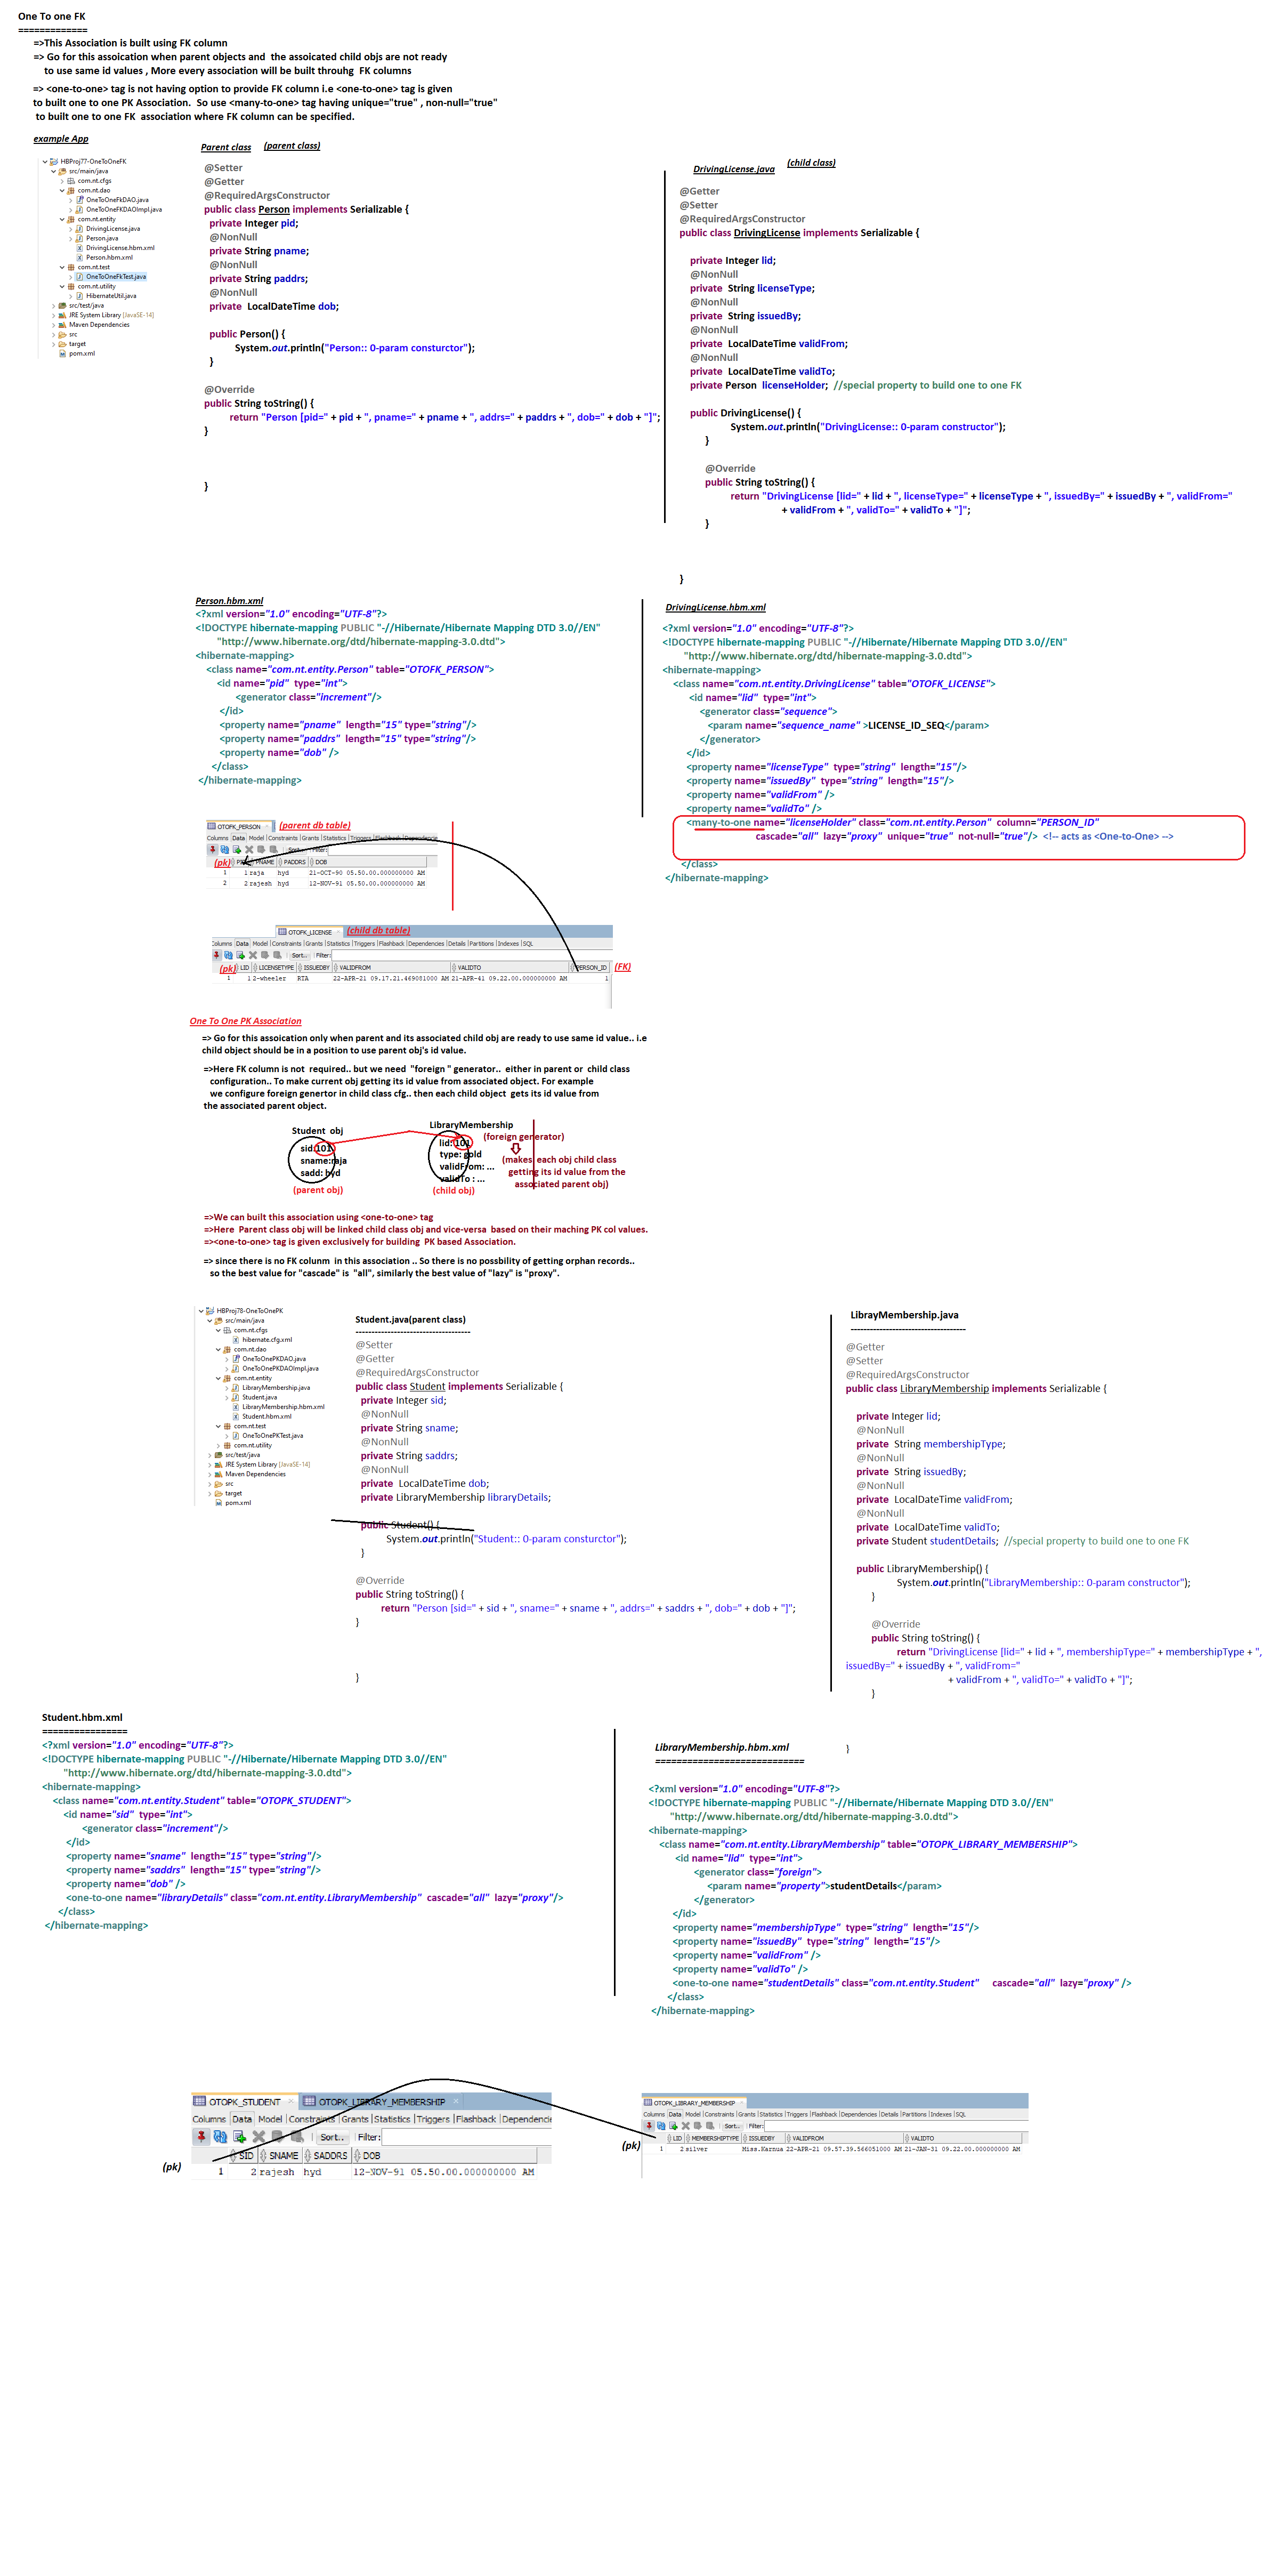 One To one FK
=============
=>This Association is built using FK column
=> Go for this assoication when parent objects and  the assoicated child objs are not ready
to use same id values , More every association will be built throuhg  FK columns
=> <one-to-one> tag is not having option to provide FK column i.e <one-to-one> tag is given
to built one to one PK Association.  So use <many-to-one> tag having unique="true" , non-null="true"
to built one to one FK  association where FK column can be specified.
example App
HBProj77-OneToOneFK
src/main/java
com.nt.cfgs
com.nt.dao
OneToOneFkDAO.java
OneToOneFKDAOImpl.java
com.nt.entity
DrivingLicense.java
Person.java
DrivingLicense.hbm.xml
Person.hbm.xml
com.nt.test
OneToOneFkTest.java
com.nt.utility
HibernateUtil.java
src/test/java
JRE System Library [JavaSE-14]
Maven Dependencies
src
target
pom.xml
Parent class (parent class)
@Setter
@Getter
@RequiredArgsConstructor
public class Person implements Serializable {
private Integer pid;
@NonNull
private String pname;
@NonNull
private String paddrs;
@NonNull
private  LocalDateTime dob;
public Person() {
System.out.println("Person:: 0-param consturctor");
}
@Override
public String toString() {
return "Person [pid=" + pid + ", pname=" + pname + ", addrs=" + paddrs + ", dob=" + dob + "]";
}
}
DrivingLicense.java (child class)
@Getter
@Setter
@RequiredArgsConstructor
public class DrivingLicense implements Serializable {
private Integer lid;
@NonNull
private  String licenseType;
@NonNull
private  String issuedBy;
@NonNull
private  LocalDateTime validFrom;
@NonNull
private  LocalDateTime validTo;
private Person  licenseHolder;  //special property to build one to one FK
public DrivingLicense() {
System.out.println("DrivingLicense:: 0-param constructor");
}
@Override
public String toString() {
return "DrivingLicense [lid=" + lid + ", licenseType=" + licenseType + ", issuedBy=" + issuedBy + ", validFrom="
+ validFrom + ", validTo=" + validTo + "]";
}
}
Person.hbm.xml
<?xml version="1.0" encoding="UTF-8"?>
<!DOCTYPE hibernate-mapping PUBLIC "-//Hibernate/Hibernate Mapping DTD 3.0//EN"
"http://www.hibernate.org/dtd/hibernate-mapping-3.0.dtd">
<hibernate-mapping>
<class name="com.nt.entity.Person" table="OTOFK_PERSON">
<id name="pid"  type="int">
<generator class="increment"/>
</id>
<property name="pname"  length="15" type="string"/>
<property name="paddrs"  length="15" type="string"/>
<property name="dob" />
</class>
</hibernate-mapping>
DrivingLicense.hbm.xml
<?xml version="1.0" encoding="UTF-8"?>
<!DOCTYPE hibernate-mapping PUBLIC "-//Hibernate/Hibernate Mapping DTD 3.0//EN"
"http://www.hibernate.org/dtd/hibernate-mapping-3.0.dtd">
<hibernate-mapping>
<class name="com.nt.entity.DrivingLicense" table="OTOFK_LICENSE">
<id name="lid"  type="int">
<generator class="sequence">
<param name="sequence_name" >LICENSE_ID_SEQ</param>
</generator>
</id>
<property name="licenseType"  type="string"  length="15"/>
<property name="issuedBy"  type="string"  length="15"/>
<property name="validFrom" />
<property name="validTo" />
<many-to-one name="licenseHolder" class="com.nt.entity.Person"  column="PERSON_ID"
cascade="all"  lazy="proxy"  unique="true"  not-null="true"/>  <!-- acts as <One-to-One> -->
</class>
</hibernate-mapping>
OTOFK_PERSON (parent db table)
Columns Data Model Constraints Grants Statistics Triggers Flashback Dependencie
Sort.. Filter:
(pk) PNAME PADDRS DOB
1 1 raja hyd 21-OCT-90 05.50.00.000000000 AM
2 2 rajesh hyd 12-NOV-91 05.50.00.000000000 AM
OTOFK_LICENSE (child db table)
Columns Data Model Constraints Grants Statistics Triggers Flashback Dependencies Details Partitions Indexes SQL
Sort.. Filter:
(pk) LID LICENSETYPE ISSUEDBY VALIDFROM VALIDTO PERSON_ID (FK)
1 1 2-wheeler RTA 22-APR-21 09.17.21.469081000 AM 21-APR-41 09.22.00.000000000 AM 1
One To One PK Association
=> Go for this assoication only when parent and its associated child obj are ready to use same id value.. i.e
child object should be in a position to use parent obj's id value.
=>Here FK column is not  required.. but we need  "foreign " generator..  either in parent or  child class
configuration.. To make current obj getting its id value from associated object. For example
we configure foreign genertor in child class cfg.. then each child object  gets its id value from
the associated parent object.
Student  obj
sid:101
sname:raja
sadd: hyd
(parent obj)
LibraryMembership
lid: 101
type: gold
validFrom: ...
validTo : ...
(child obj)
(foreign generator)
(makes  each obj child class
getting its id value from the
associated parent obj)
=>We can built this association using <one-to-one> tag
=>Here  Parent class obj will be linked child class obj and vice-versa  based on their maching PK col values.
=><one-to-one> tag is given exclusively for building  PK based Association.
=> since there is no FK colunm  in this association .. So there is no possbility of getting orphan records..
so the best value for "cascade" is  "all", similarly the best value of "lazy" is "proxy".
HBProj78-OneToOnePK
src/main/java
com.nt.cfgs
hibernate.cfg.xml
com.nt.dao
OneToOnePKDAO.java
OneToOnePKDAOImpl.java
com.nt.entity
LibraryMembership.java
Student.java
LibraryMembership.hbm.xml
Student.hbm.xml
com.nt.test
OneToOnePKTest.java
com.nt.utility
src/test/java
JRE System Library [JavaSE-14]
Maven Dependencies
src
target
pom.xml
Student.java(parent class)
------------------------------------
@Setter
@Getter
@RequiredArgsConstructor
public class Student implements Serializable {
private Integer sid;
@NonNull
private String sname;
@NonNull
private String saddrs;
@NonNull
private  LocalDateTime dob;
private LibraryMembership libraryDetails;
public Student() {
System.out.println("Student:: 0-param consturctor");
}
@Override
public String toString() {
return "Person [sid=" + sid + ", sname=" + sname + ", addrs=" + saddrs + ", dob=" + dob + "]";
}
}
LibrayMembership.java
------------------------------------
@Getter
@Setter
@RequiredArgsConstructor
public class LibraryMembership implements Serializable {
private Integer lid;
@NonNull
private  String membershipType;
@NonNull
private  String issuedBy;
@NonNull
private  LocalDateTime validFrom;
@NonNull
private  LocalDateTime validTo;
private Student studentDetails;  //special property to build one to one FK
public LibraryMembership() {
System.out.println("LibraryMembership:: 0-param constructor");
}
@Override
public String toString() {
return "DrivingLicense [lid=" + lid + ", membershipType=" + membershipType + ",
issuedBy=" + issuedBy + ", validFrom="
+ validFrom + ", validTo=" + validTo + "]";
}
}
Student.hbm.xml
================
<?xml version="1.0" encoding="UTF-8"?>
<!DOCTYPE hibernate-mapping PUBLIC "-//Hibernate/Hibernate Mapping DTD 3.0//EN"
"http://www.hibernate.org/dtd/hibernate-mapping-3.0.dtd">
<hibernate-mapping>
<class name="com.nt.entity.Student" table="OTOPK_STUDENT">
<id name="sid"  type="int">
<generator class="increment"/>
</id>
<property name="sname"  length="15" type="string"/>
<property name="saddrs"  length="15" type="string"/>
<property name="dob" />
<one-to-one name="libraryDetails" class="com.nt.entity.LibraryMembership"  cascade="all"  lazy="proxy"/>
</class>
</hibernate-mapping>
LibraryMembership.hbm.xml
============================
<?xml version="1.0" encoding="UTF-8"?>
<!DOCTYPE hibernate-mapping PUBLIC "-//Hibernate/Hibernate Mapping DTD 3.0//EN"
"http://www.hibernate.org/dtd/hibernate-mapping-3.0.dtd">
<hibernate-mapping>
<class name="com.nt.entity.LibraryMembership" table="OTOPK_LIBRARY_MEMBERSHIP">
<id name="lid"  type="int">
<generator class="foreign">
<param name="property">studentDetails</param>
</generator>
</id>
<property name="membershipType"  type="string"  length="15"/>
<property name="issuedBy"  type="string"  length="15"/>
<property name="validFrom" />
<property name="validTo" />
<one-to-one name="studentDetails" class="com.nt.entity.Student"     cascade="all"  lazy="proxy" />
</class>
</hibernate-mapping>
OTOPK_STUDENT OTOPK_LIBRARY_MEMBERSHIP
Columns Data Model Constraints Grants Statistics Triggers Flashback Dependencie
Sort.. Filter:
SID SNAME SADDRS DOB
(pk) 1 2 rajesh hyd 12-NOV-91 05.50.00.000000000 AM
OTOPK_LIBRARY_MEMBERSHIP
Columns Data Model Constraints Grants Statistics Triggers Flashback Dependencies Details Partitions Indexes SQL
Sort.. Filter:
(pk) LID MEMBERSHIPTYPE ISSUEDBY VALIDFROM VALIDTO
1 2 silver Miss.Karnua 22-APR-21 09.57.39.566051000 AM 21-JAN-31 09.22.00.000000000 AM